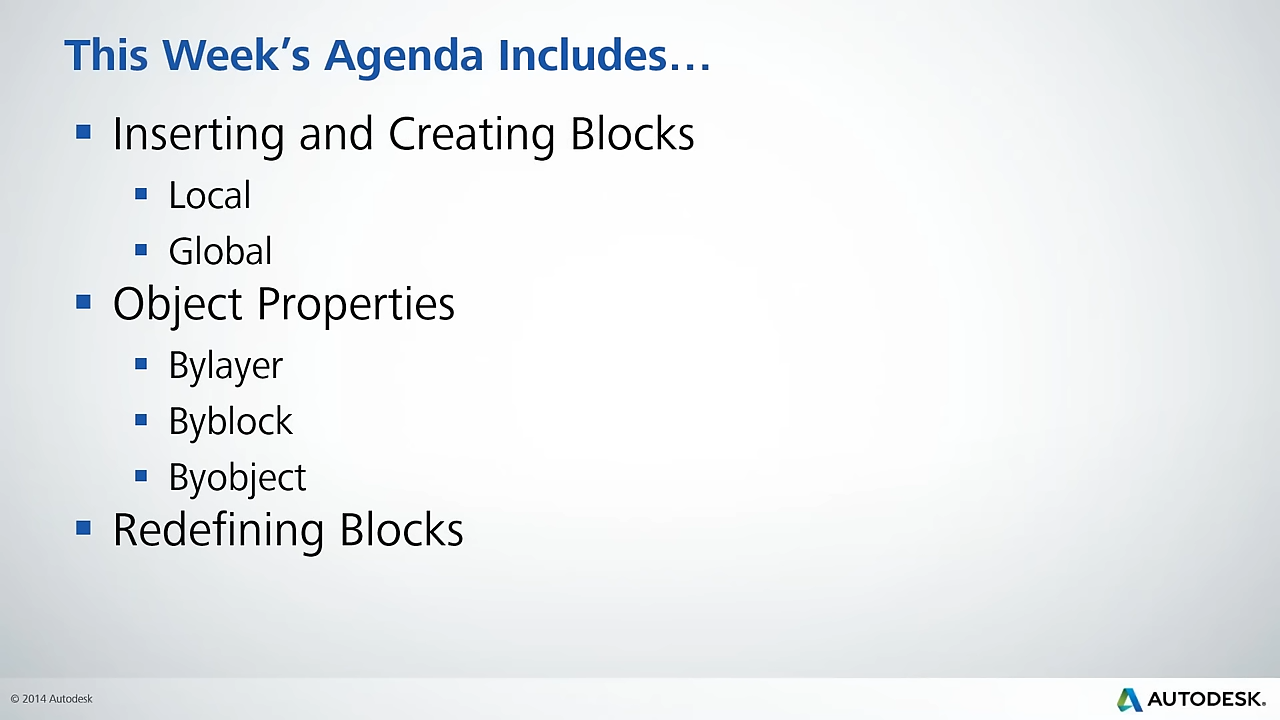 This Week’s Agenda Includes…
Inserting and Creating Blocks
Local
Global
Object Properties
Bylayer
Byblock
Byobject
Redefining Blocks
© 2014 Autodesk
AUTODESK.